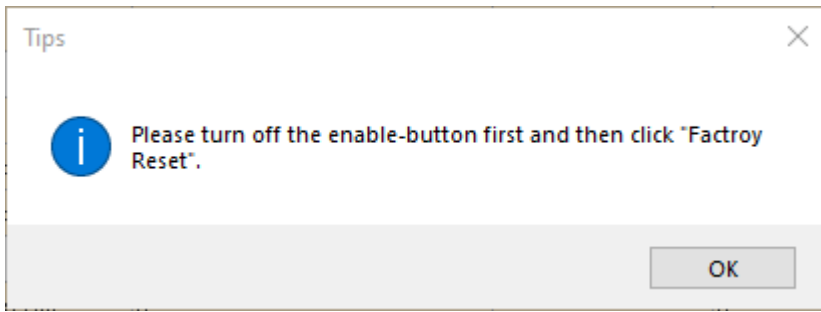 Tips
Please turn off the enable-button first and then click "Factroy
Reset".
OK